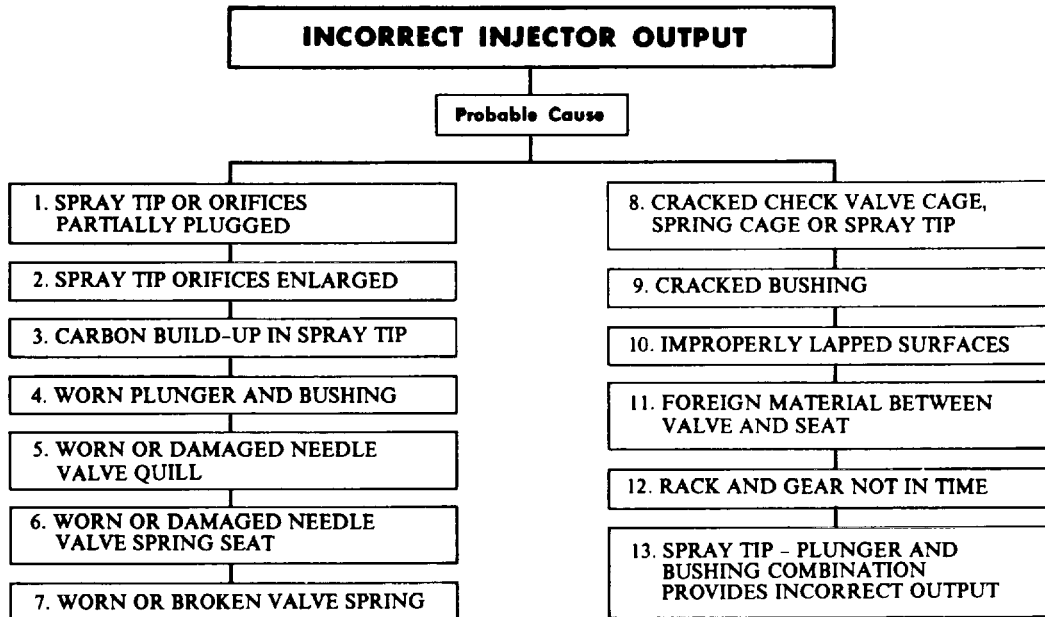 INCORRECT INJECTOR OUTPUT
Probable Cause
1. SPRAY TIP OR ORIFICES
PARTIALLY PLUGGED
2. SPRAY TIP ORIFICES ENLARGED
3. CARBON BUILD-UP IN SPRAY TIP
4. WORN PLUNGER AND BUSHING
5. WORN OR DAMAGED NEEDLE
VALVE QUILL
6. WORN OR DAMAGED NEEDLE
VALVE SPRING SEAT
7. WORN OR BROKEN VALVE SPRING
8. CRACKED CHECK VALVE CAGE,
SPRING CAGE OR SPRAY TIP
9. CRACKED BUSHING
10. IMPROPERLY LAPPED SURFACES
11. FOREIGN MATERIAL BETWEEN
VALVE AND SEAT
12. RACK AND GEAR NOT IN TIME
13. SPRAY TIP - PLUNGER AND
BUSHING COMBINATION
PROVIDES INCORRECT OUTPUT